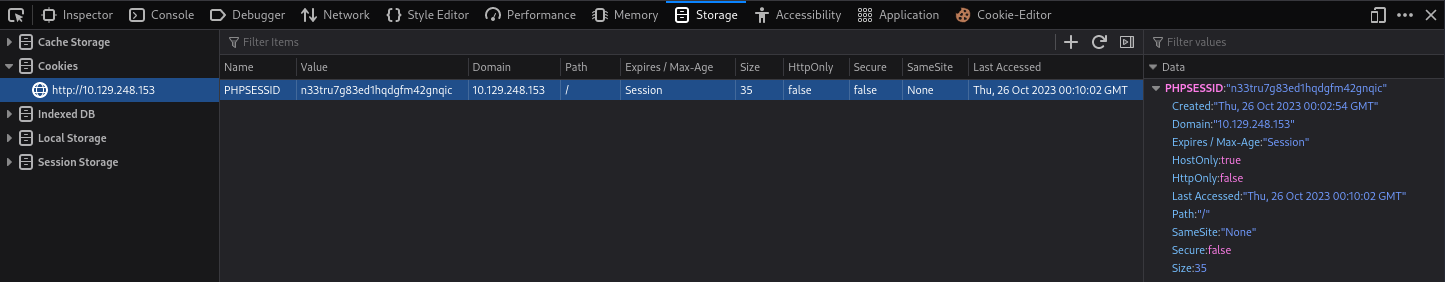 Inspector Console Debugger Network Style Editor Performance Memory Storage Accessibility Application Cookie-Editor
Cache Storage
Cookies
http://10.129.248.153
Indexed DB
Local Storage
Session Storage
Filter Items
Name Value Domain Path Expires / Max-Age Size HttpOnly Secure SameSite Last Accessed
PHPSESSID n33tru7g83ed1hqdgfm42gnqic 10.129.248.153 / Session 35 false false None Thu, 26 Oct 2023 00:10:02 GMT
Filter values
Data
PHPSESSID:"n33tru7g83ed1hqdgfm42gnqic"
Created:"Thu, 26 Oct 2023 00:02:54 GMT"
Domain:"10.129.248.153"
Expires / Max-Age:"Session"
HostOnly:true
HttpOnly:false
Last Accessed:"Thu, 26 Oct 2023 00:10:02 GMT"
Path:"/"
SameSite:"None"
Secure:false
Size:35